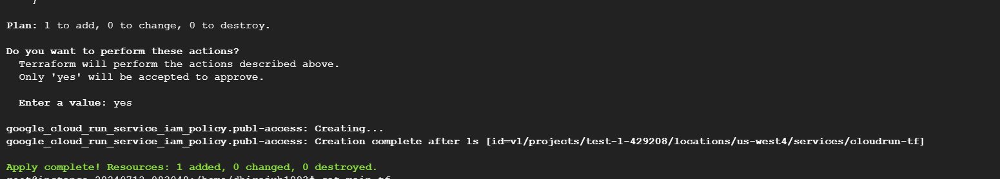 }
Plan: 1 to add, 0 to change, 0 to destroy.
Do you want to perform these actions?
Terraform will perform the actions described above.
Only 'yes' will be accepted to approve.
Enter a value: yes
google_cloud_run_service_iam_policy.pub1-access: Creating...
google_cloud_run_service_iam_policy.pub1-access: Creation complete after 1s [id=v1/projects/test-1-429208/locations/us-west4/services/cloudrun-tf]
Apply complete! Resources: 1 added, 0 changed, 0 destroyed.